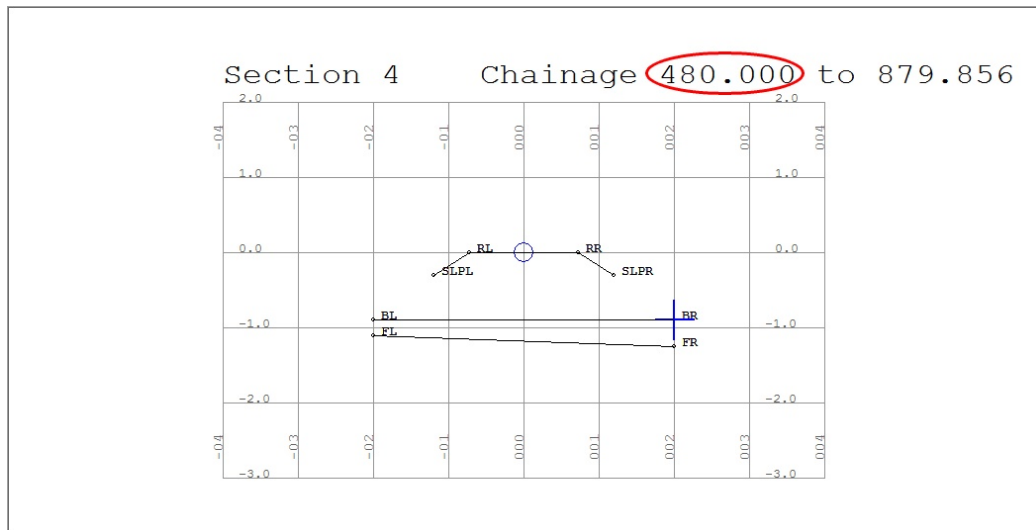 Section 4 Chainage 480.000 to 879.856
2.0 2.0
-04 -03 -02 -01 000 001 002 003 004
1.0 1.0
0.0 RL RR 0.0
SLPL SLPR
BL BR
-1.0 FL -1.0
FR
-2.0 -2.0
-04 -03 -02 -01 000 001 002 003 004
-3.0 -3.0